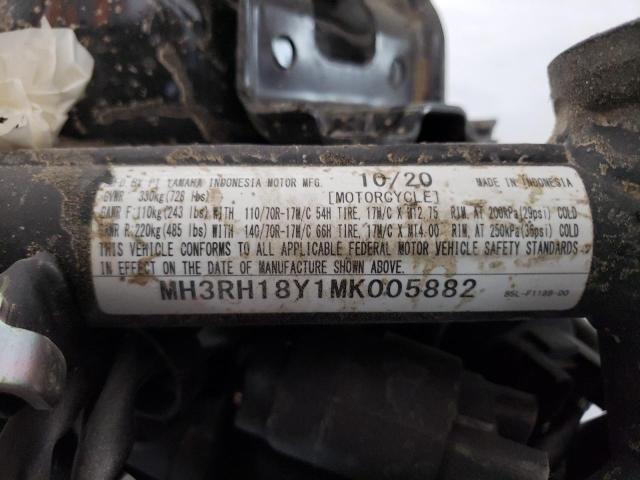 M'D. BY PT YAMAHA INDONESIA MOTOR MFG. 10/20 MADE IN INDONESIA
GVWR 330kg(728 lbs) [MOTORCYCLE]
GAWR F. 110kg(243 lbs) WITH 110/70R-17M/C 54H TIRE, 17M/C X MT2.75 RIM, AT 200kPa(29psi) COLD
GAWR R. 220kg(485 lbs) WITH 140/70R-17M/C 66H TIRE, 17M/C X MT4.00 RIM, AT 250kPa(36psi) COLD
THIS VEHICLE CONFORMS TO ALL APPLICABLE FEDERAL MOTOR VEHICLE SAFETY STANDARDS
IN EFFECT ON THE DATE OF MANUFACTURE SHOWN ABOVE.
MH3RH18Y1MK005882